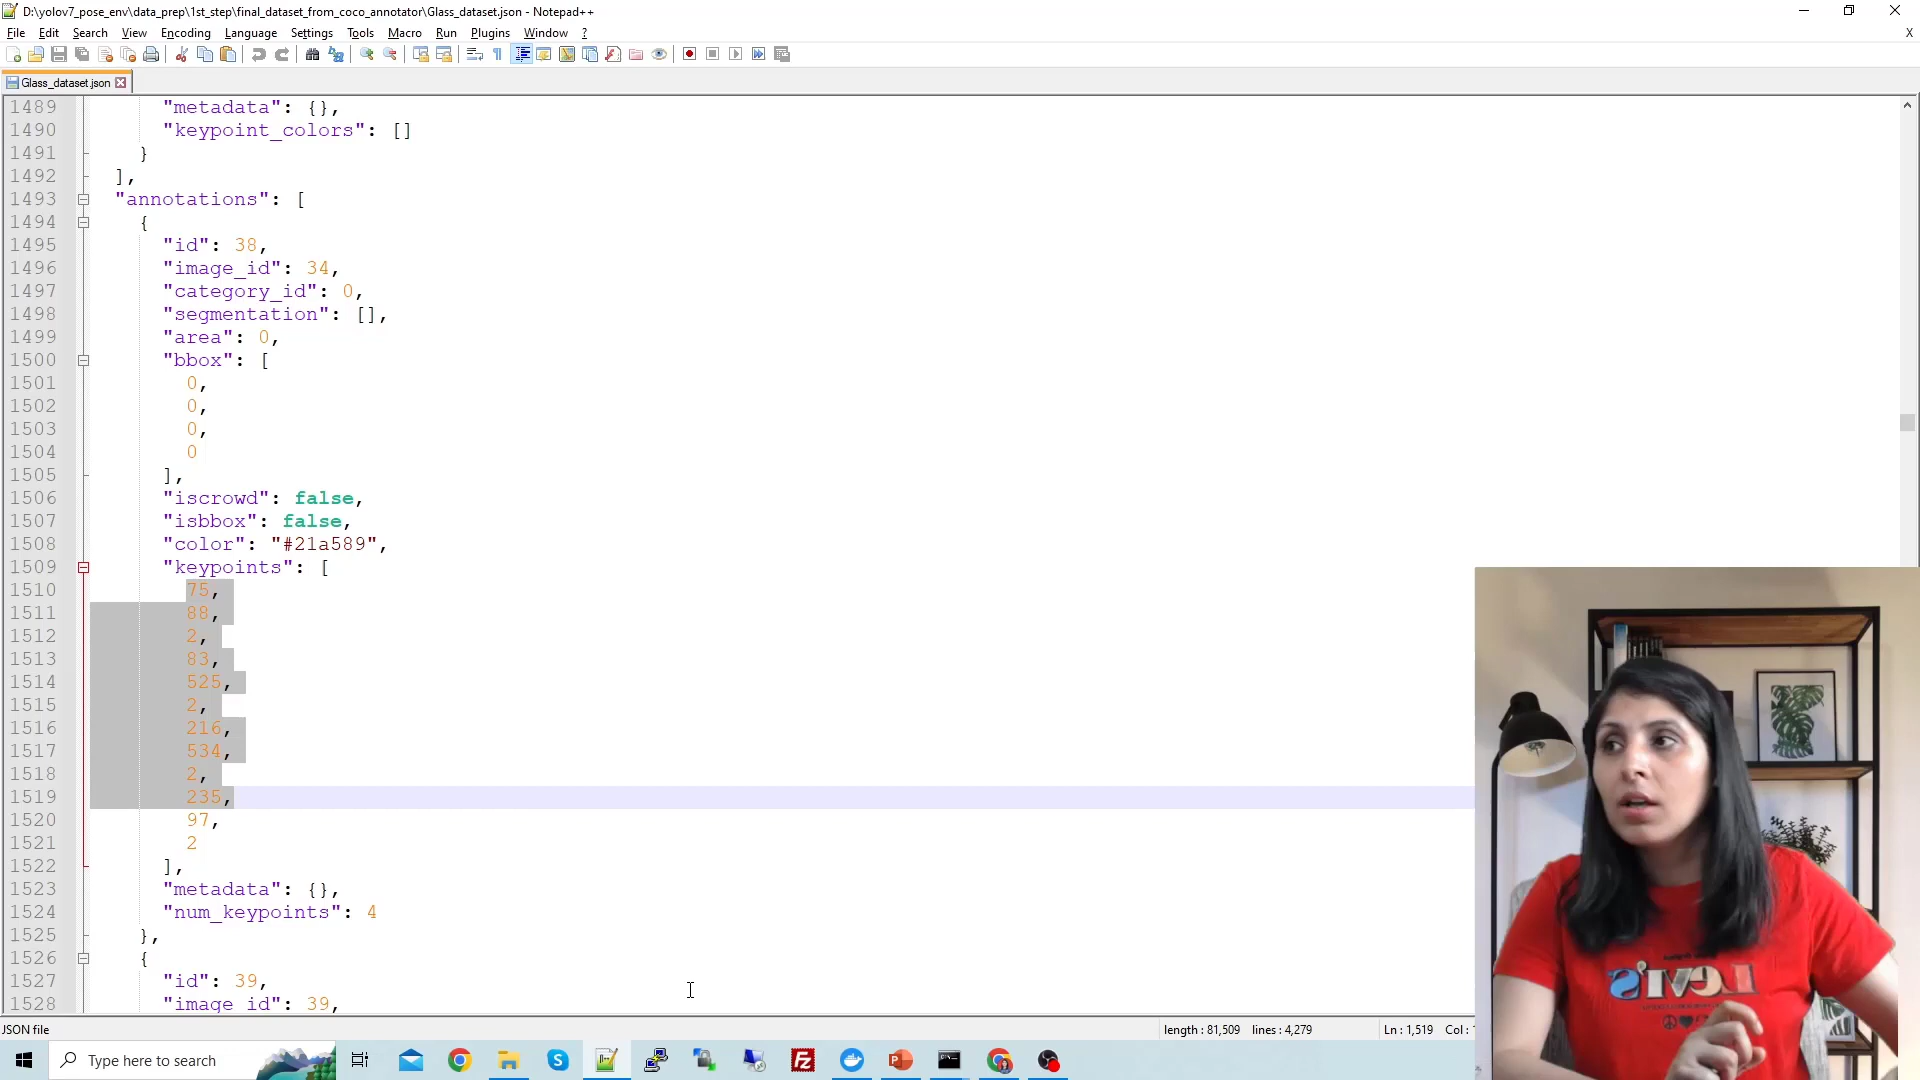 D:\yolov7_pose_env\data_prep\1st_step\final_dataset_from_coco_annotator\Glass_dataset.json - Notepad++
File Edit Search View Encoding Language Settings Tools Macro Run Plugins Window ? X
Glass_dataset.json
1489 "metadata": {},
1490 "keypoint_colors": []
1491 }
1492 ],
1493 "annotations": [
1494 {
1495 "id": 38,
1496 "image_id": 34,
1497 "category_id": 0,
1498 "segmentation": [],
1499 "area": 0,
1500 "bbox": [
1501 0,
1502 0,
1503 0,
1504 0
1505 ],
1506 "iscrowd": false,
1507 "isbbox": false,
1508 "color": "#21a589",
1509 "keypoints": [
1510 75,
1511 88,
1512 2,
1513 83,
1514 525,
1515 2,
1516 216,
1517 534,
1518 2,
1519 235,
1520 97,
1521 2
1522 ],
1523 "metadata": {},
1524 "num_keypoints": 4
1525 },
1526 {
1527 "id": 39,
1528 "image_id": 39,
JSON file length : 81,509 lines : 4,279 Ln : 1,519 Col :
Type here to search
LEVI'S